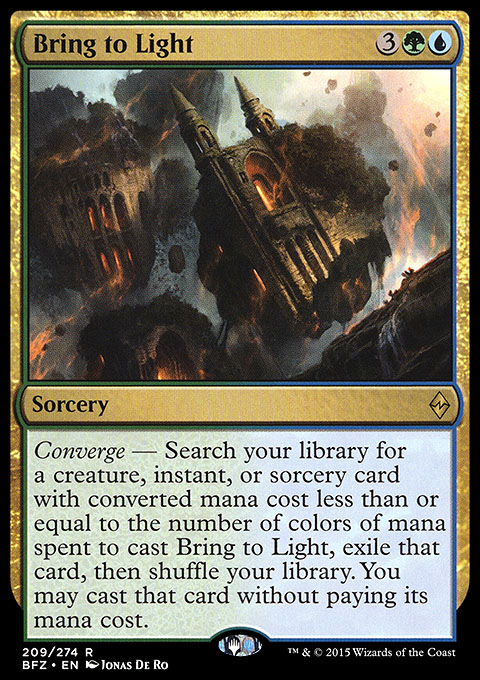 Bring to Light 3
Sorcery
Converge — Search your library for
a creature, instant, or sorcery card
with converted mana cost less than or
equal to the number of colors of mana
spent to cast Bring to Light, exile that
card, then shuffle your library. You
may cast that card without paying its
mana cost.
209/274 R
BFZ • EN Jonas De Ro
™ & © 2015 Wizards of the Coast